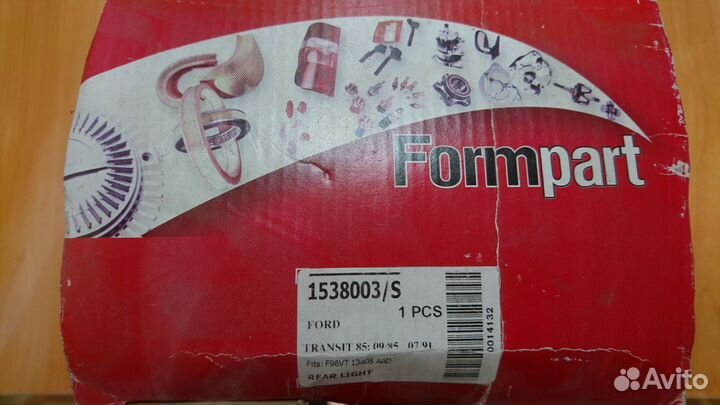 Formpart
1538003/S
1 PCS
FORD
TRANSIT 85: 09/85 07/91
Fits: F96VT 13405 AAD
REAR LIGHT
0014132
Avito